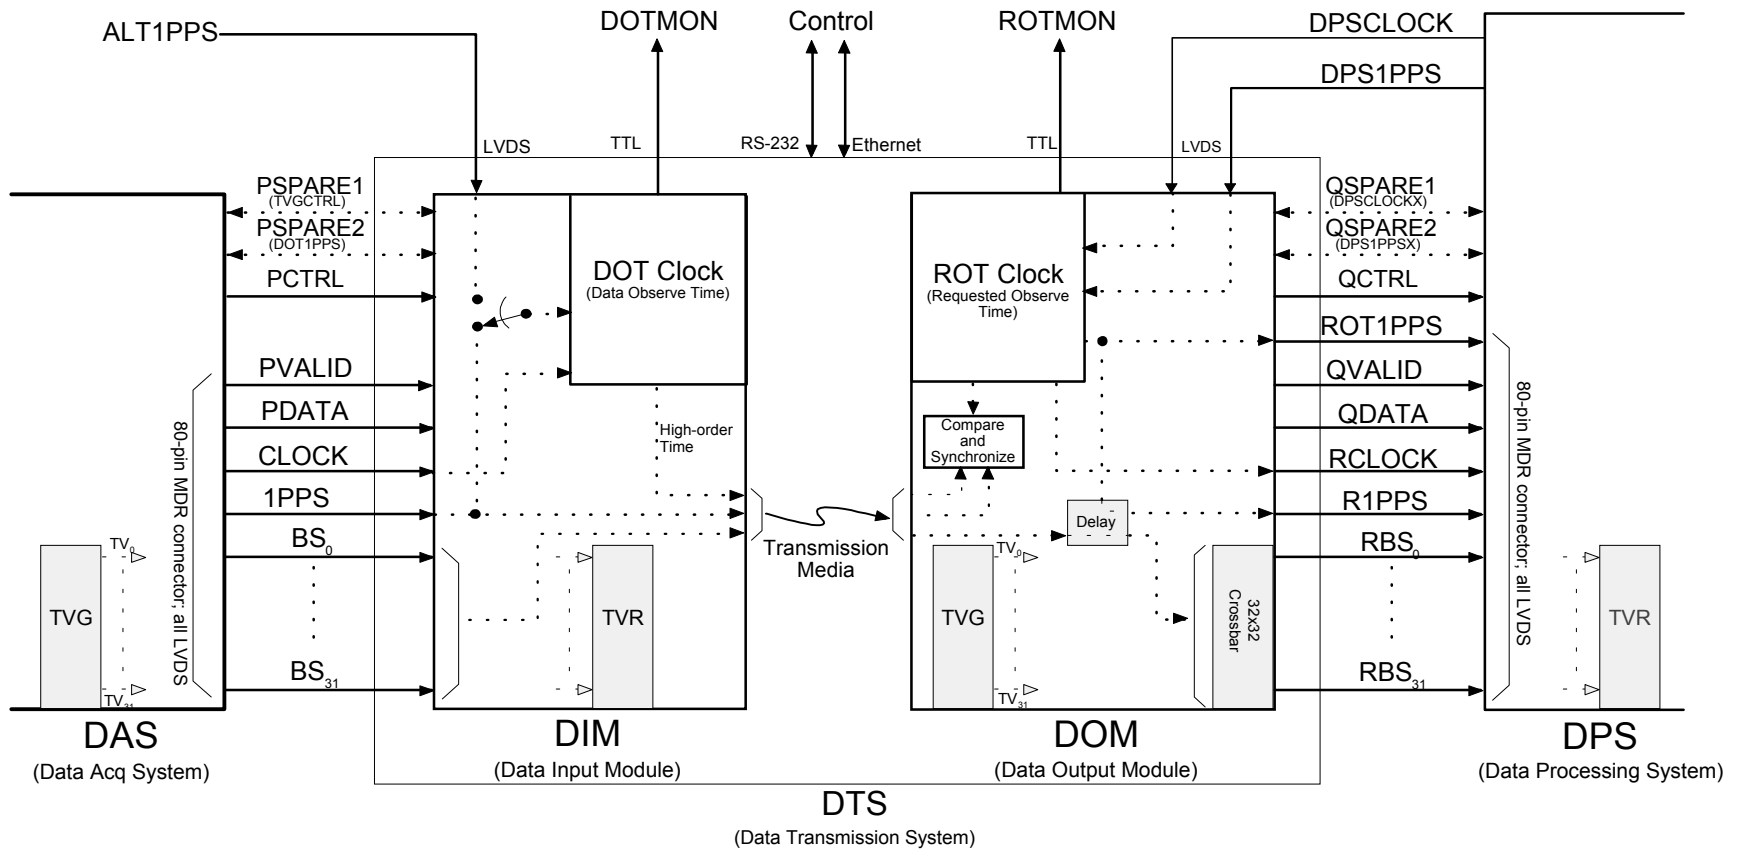 ALT1PPS
DOTMON
Control
ROTMON
DPSCLOCK
DPS1PPS
LVDS
TTL
RS-232
Ethernet
TTL
LVDS
PSPARE1
(TVGCTRL)
PSPARE2
(DOT1PPS)
PCTRL
PVALID
PDATA
CLOCK
1PPS
BS0
BS31
80-pin MDR connector; all LVDS
TVG
TV0
TV31
DAS
(Data Acq System)
DOT Clock
(Data Observe Time)
High-order
Time
TVR
DIM
(Data Input Module)
Transmission
Media
ROT Clock
(Requested Observe
Time)
Compare
and
Synchronize
Delay
TVG
TV0
TV31
32x32
Crossbar
DOM
(Data Output Module)
QSPARE1
(DPSCLOCKX)
QSPARE2
(DPS1PPSX)
QCTRL
ROT1PPS
QVALID
QDATA
RCLOCK
R1PPS
RBS0
RBS31
80-pin MDR connector; all LVDS
TVR
DPS
(Data Processing System)
DTS
(Data Transmission System)